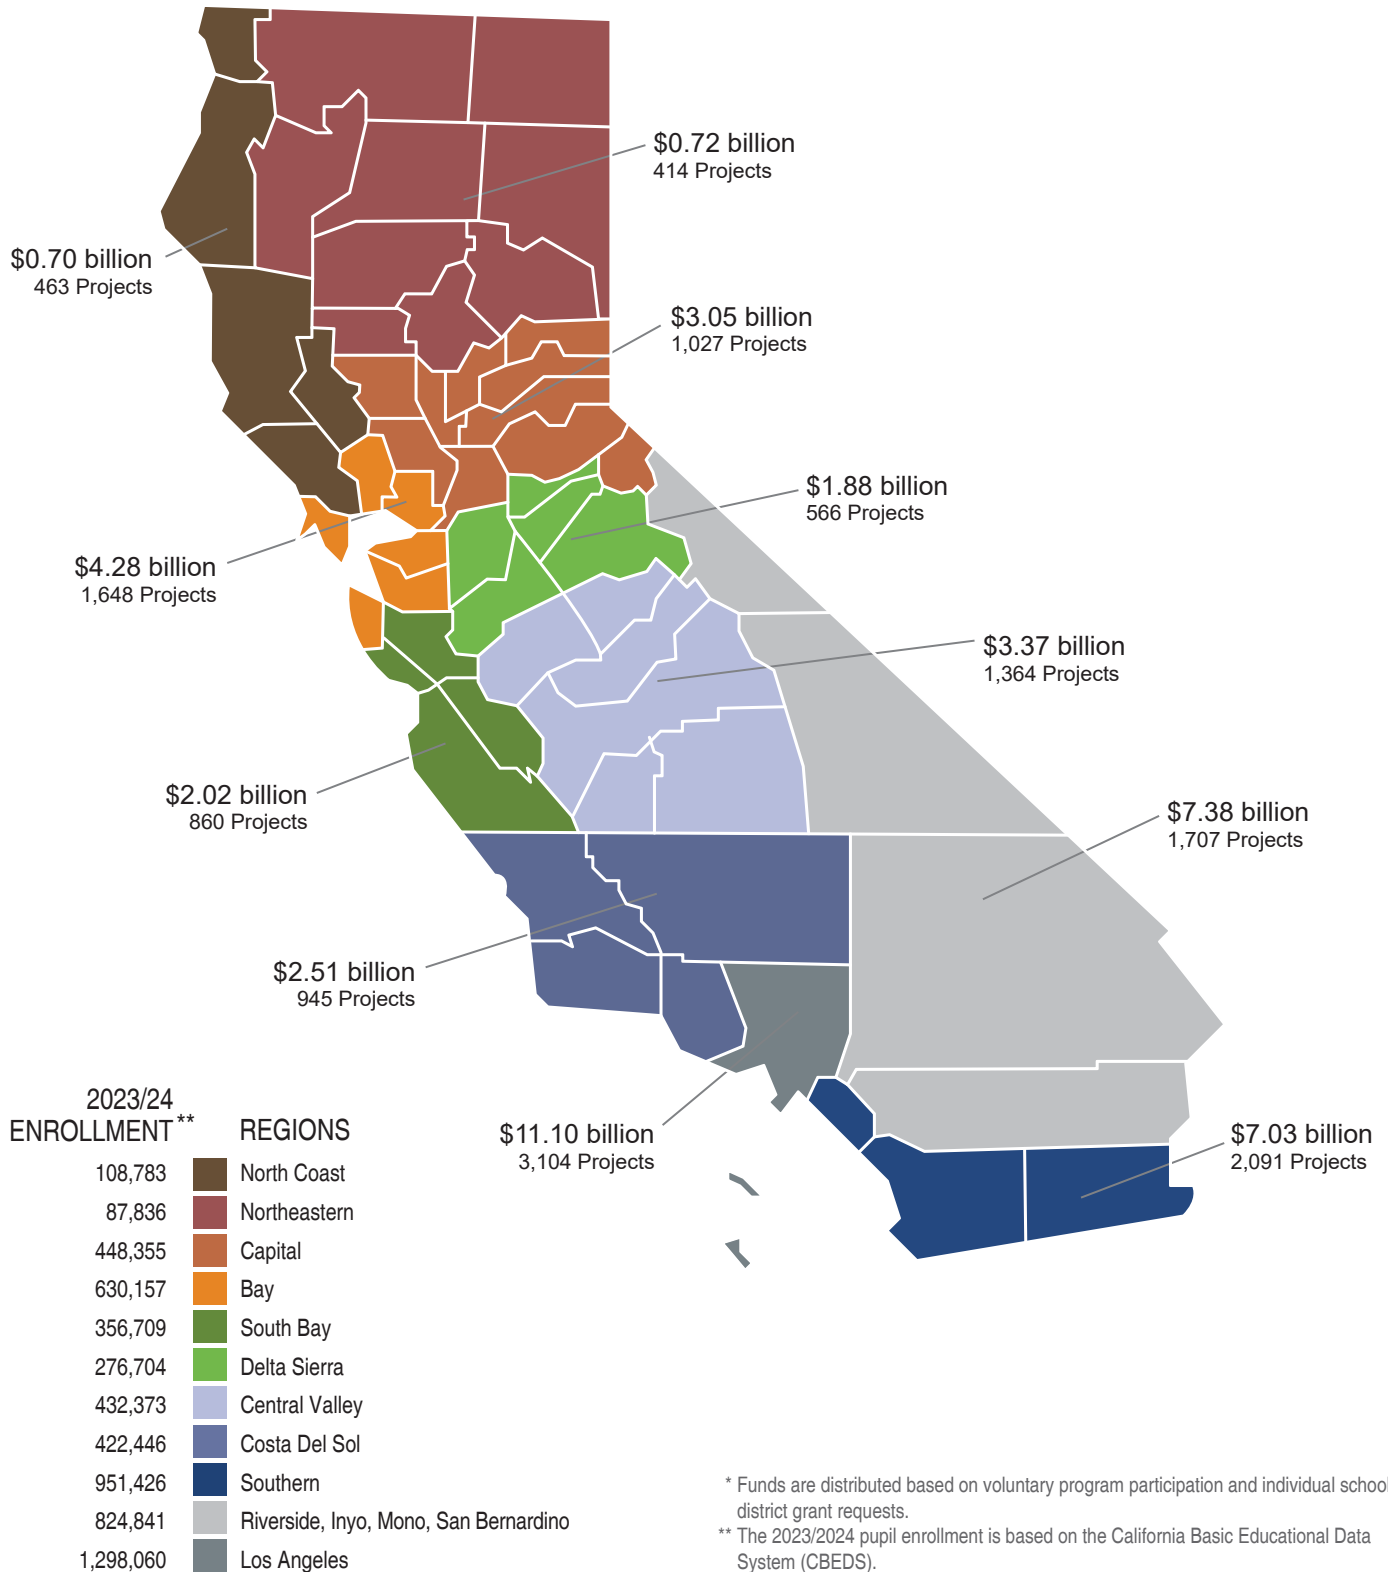 $0.72 billion
414 Projects
$0.70 billion
463 Projects
$3.05 billion
1,027 Projects
$1.88 billion
566 Projects
$4.28 billion
1,648 Projects
$3.37 billion
1,364 Projects
$2.02 billion
860 Projects
$7.38 billion
1,707 Projects
$2.51 billion
945 Projects
$11.10 billion
3,104 Projects
$7.03 billion
2,091 Projects
2023/24
ENROLLMENT** REGIONS
108,783 North Coast
87,836 Northeastern
448,355 Capital
630,157 Bay
356,709 South Bay
276,704 Delta Sierra
432,373 Central Valley
422,446 Costa Del Sol
951,426 Southern
824,841 Riverside, Inyo, Mono, San Bernardino
1,298,060 Los Angeles
* Funds are distributed based on voluntary program participation and individual school
district grant requests.
** The 2023/2024 pupil enrollment is based on the California Basic Educational Data
System (CBEDS).